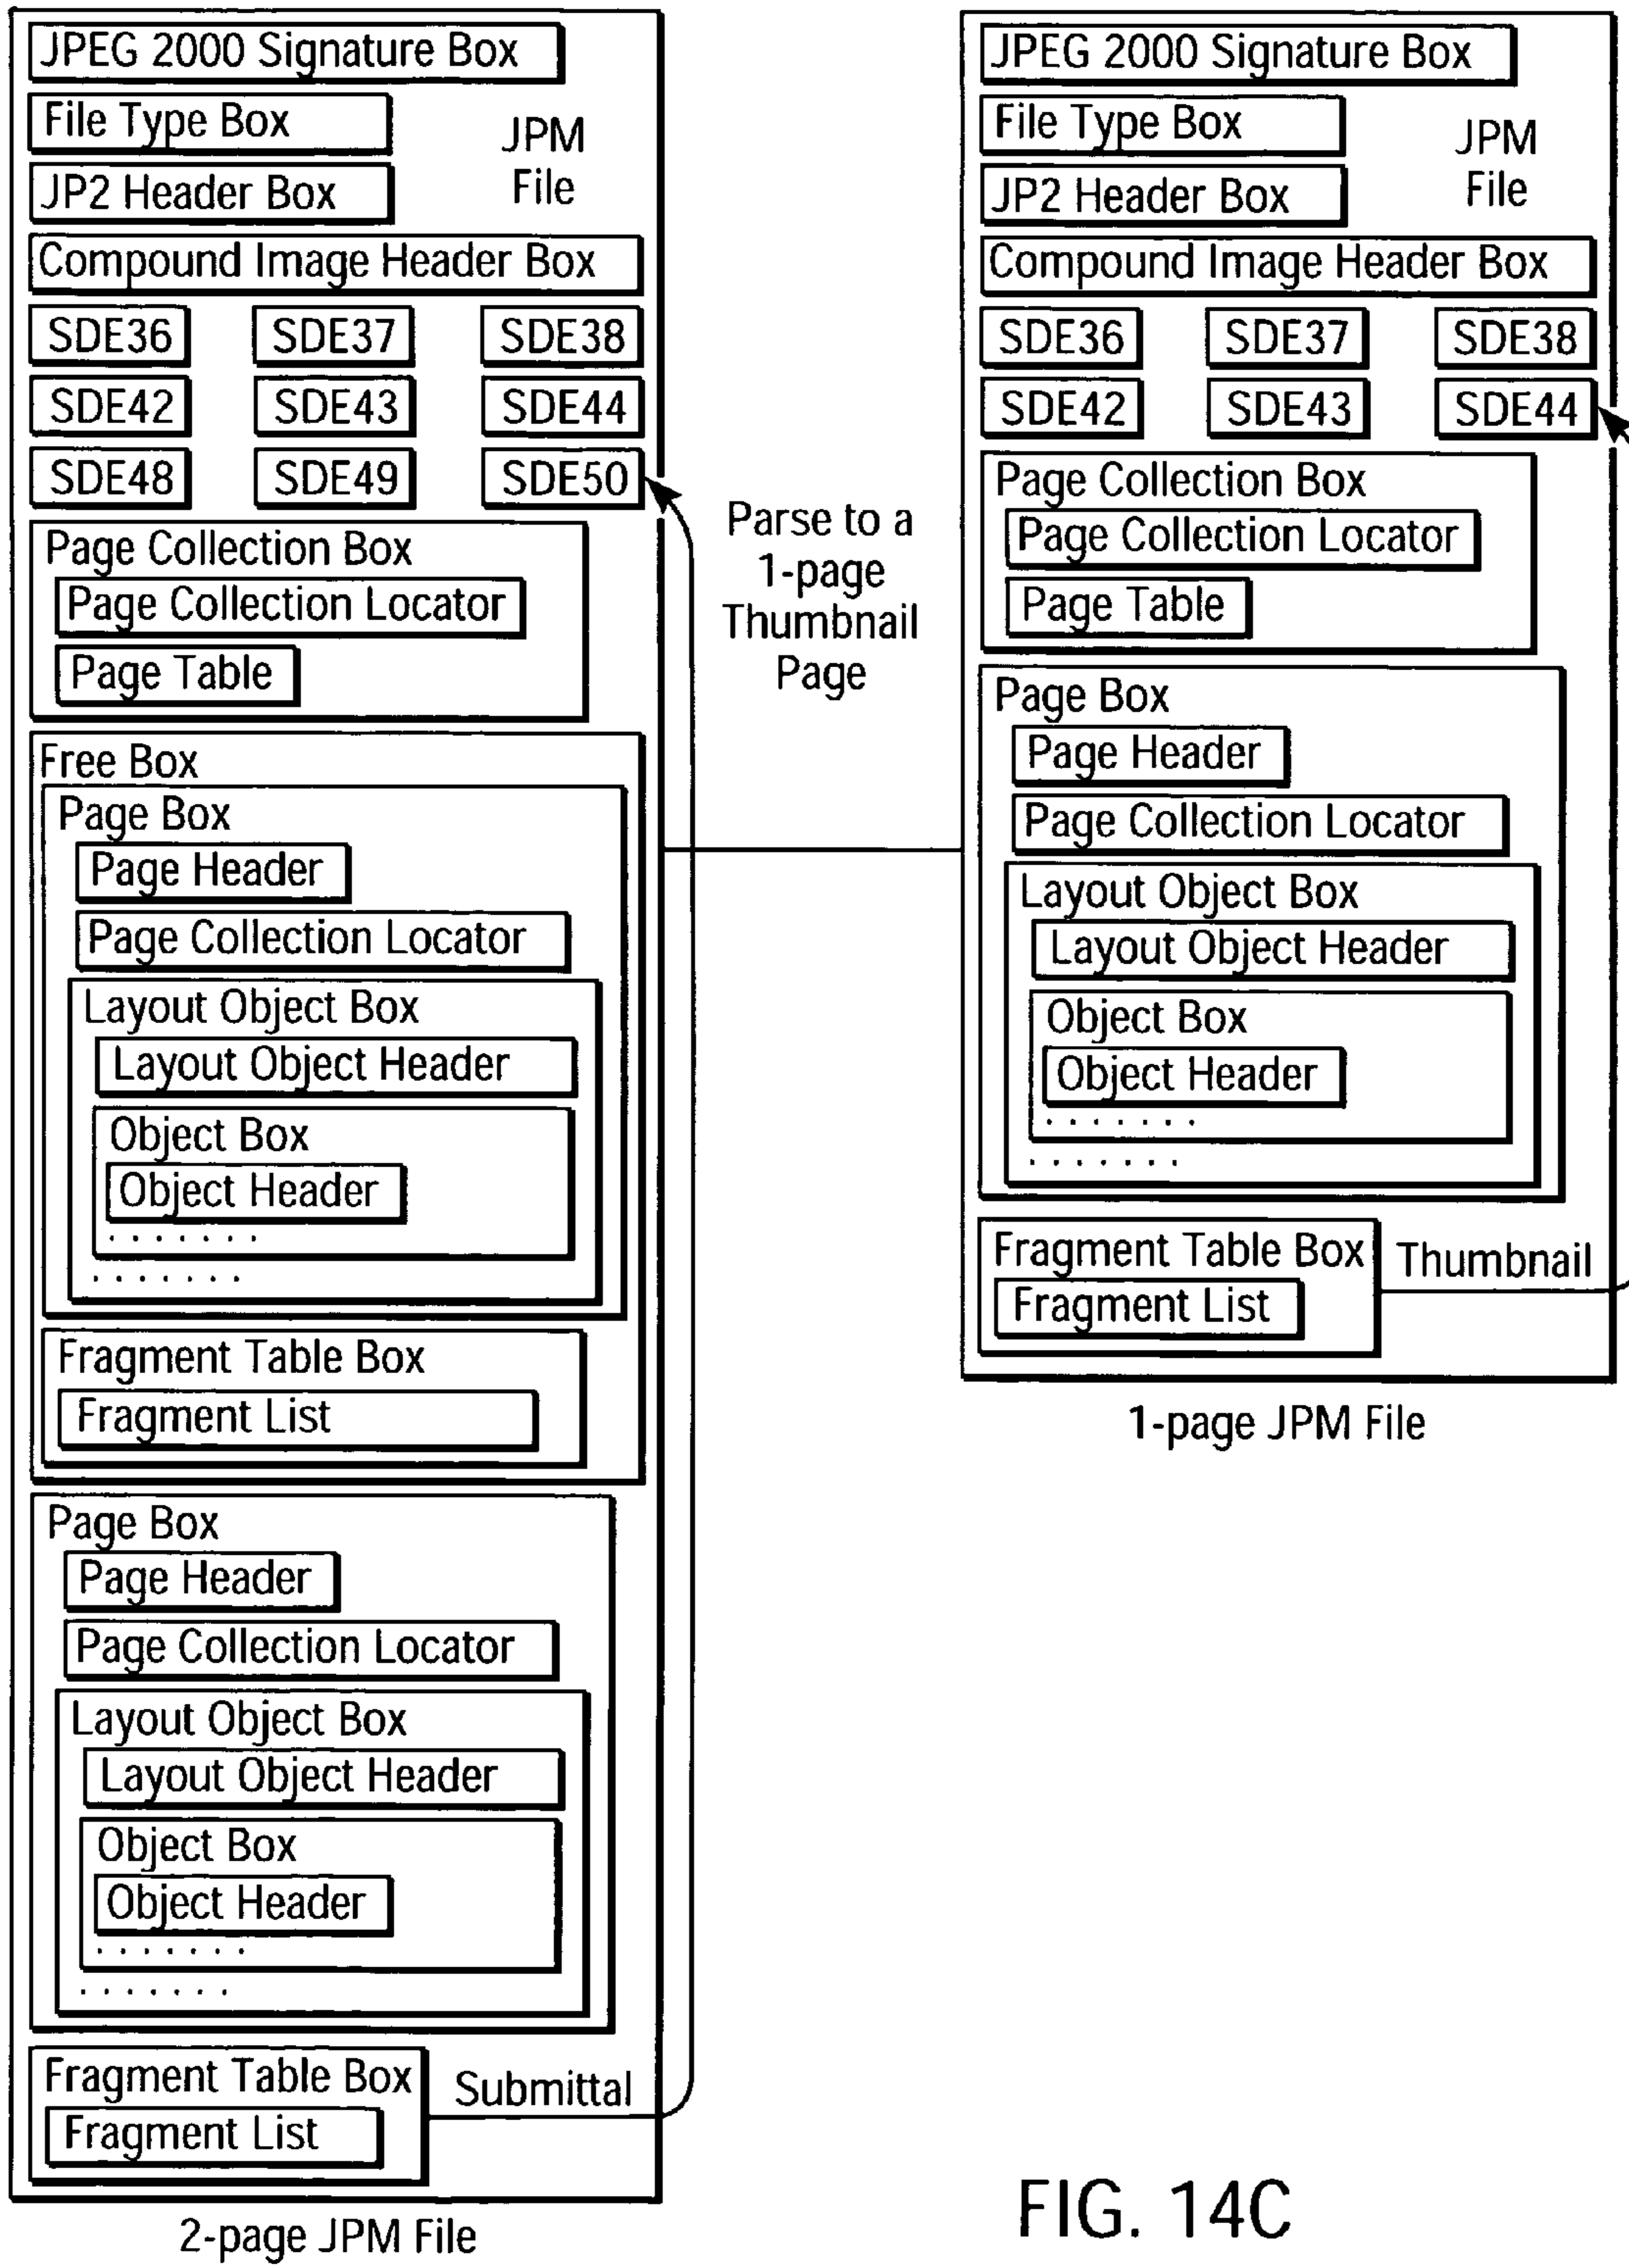 JPEG 2000 Signature Box
File Type Box
JPM
File
JP2 Header Box
Compound Image Header Box
SDE36 SDE37 SDE38
SDE42 SDE43 SDE44
SDE48 SDE49 SDE50
Page Collection Box
Page Collection Locator
Page Table
Free Box
Page Box
Page Header
Page Collection Locator
Layout Object Box
Layout Object Header
Object Box
Object Header
. . . . . . .
. . . . . . .
Fragment Table Box
Fragment List
Page Box
Page Header
Page Collection Locator
Layout Object Box
Layout Object Header
Object Box
Object Header
. . . . . . .
. . . . . . .
Fragment Table Box
Submittal
Fragment List
2-page JPM File
Parse to a
1-page
Thumbnail
Page
JPEG 2000 Signature Box
File Type Box
JPM
File
JP2 Header Box
Compound Image Header Box
SDE36 SDE37 SDE38
SDE42 SDE43 SDE44
Page Collection Box
Page Collection Locator
Page Table
Page Box
Page Header
Page Collection Locator
Layout Object Box
Layout Object Header
Object Box
Object Header
. . . . . . .
. . . . . . .
Fragment Table Box
Thumbnail
Fragment List
1-page JPM File
FIG. 14C